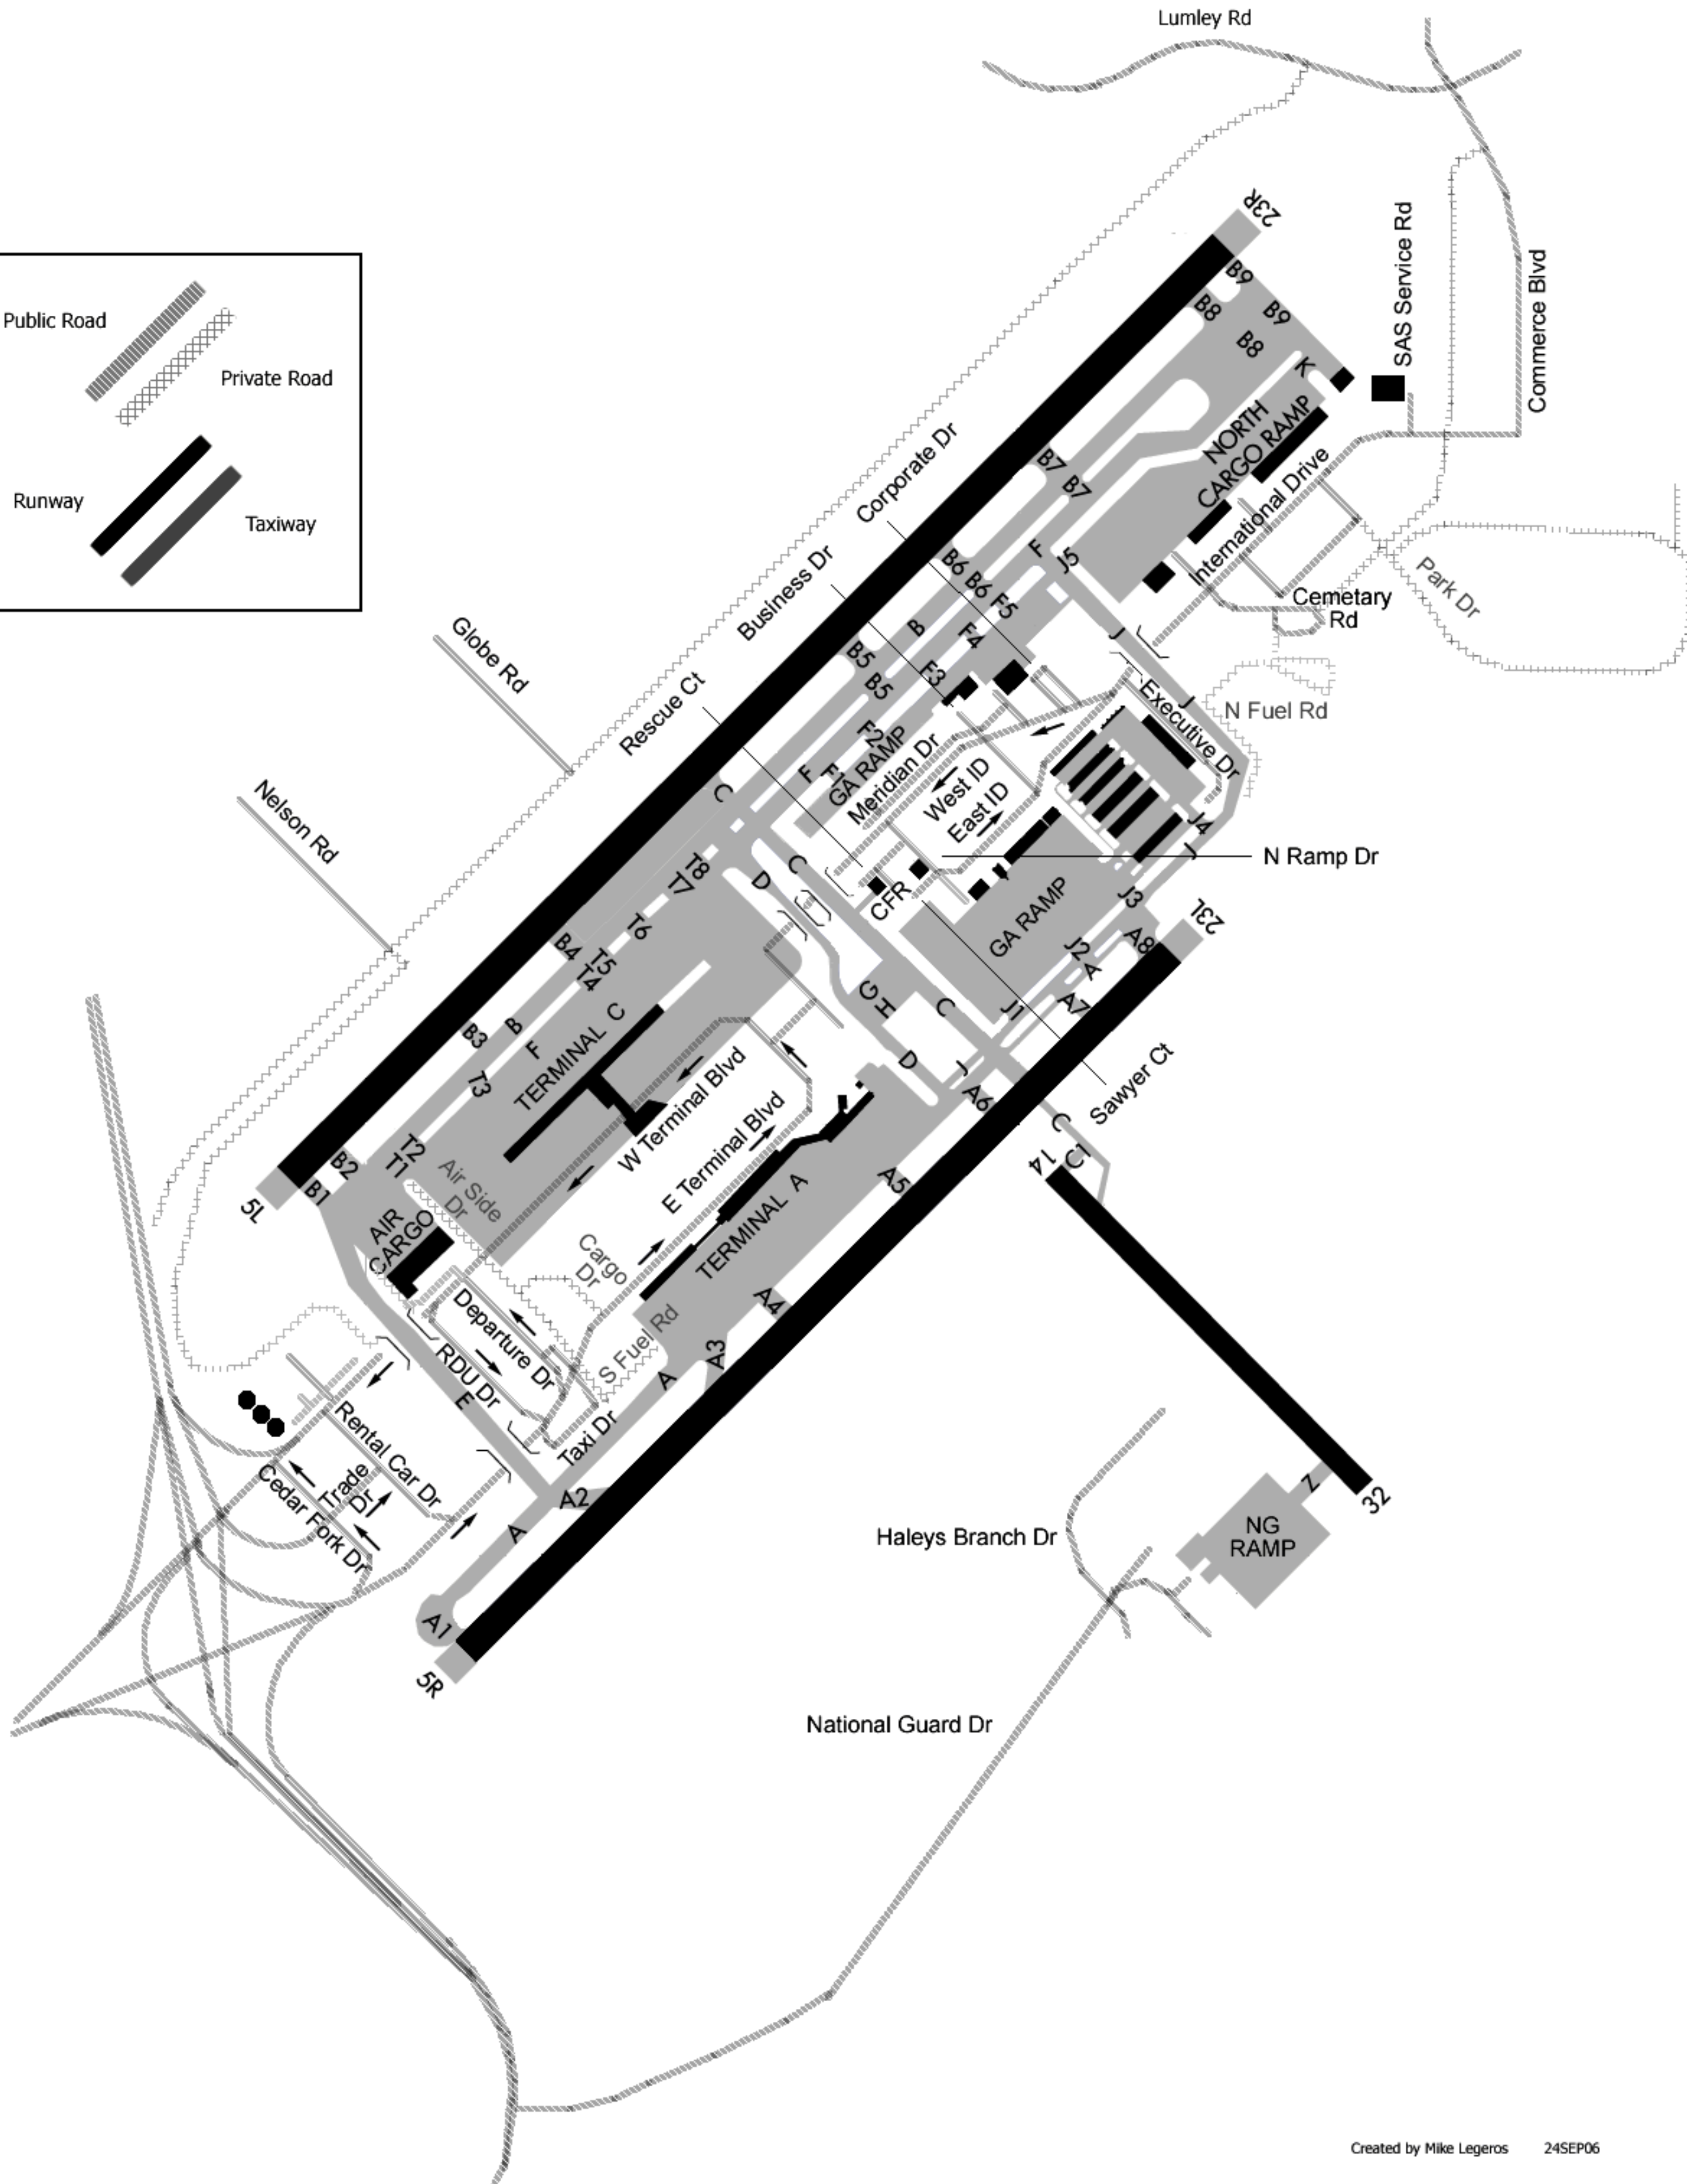 Lumley Rd
23R
SAS Service Rd
Commerce Blvd
Public Road
Private Road
Runway
Taxiway
B9
B9
B8
B8
K
NORTH
CARGO RAMP
International Drive
Corporate Dr
B7
B7
F
J5
B6
B6
F5
Business Dr
B
F4
B5
B5
F3
J
Cemetary
Rd
Park Dr
Globe Rd
Rescue Ct
Executive Dr
J
N Fuel Rd
F2
GA RAMP
F
F1
Meridian Dr
West ID
East ID
Nelson Rd
C
T8
T7
D
C
CFR
J4
J
N Ramp Dr
J3
GA RAMP
23L
A8
J2
A
A7
J1
T6
B4
T5
T4
G
H
C
B3
B
F
T3
TERMINAL C
D
J
A6
Sawyer Ct
C
C1
14
W Terminal Blvd
E Terminal Blvd
B2
B1
T2
T1
5L
Air Side
Dr
AIR
CARGO
A5
TERMINAL A
Cargo
Dr
A4
Departure Dr
S Fuel Rd
A3
RDU Dr
A
E
Taxi Dr
Rental Car Dr
Trade
Dr
Cedar Fork Dr
A2
A
A1
5R
Z
32
NG
RAMP
Haleys Branch Dr
National Guard Dr
Created by Mike Legeros 24SEP06